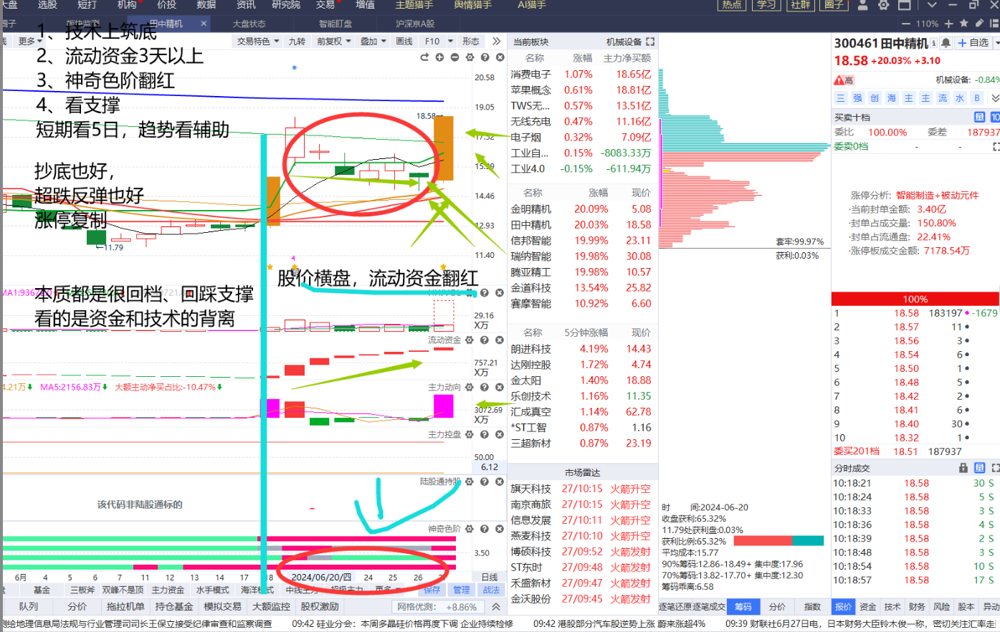 大盘 选股 短打 机构 价投 数据 资讯 研究院 交易 增值 主题猎手 舆情猎手 AI猎手 热点 学习 社群 圈子
圈子 板块监测 田中精机 × 大盘状态 智能盯盘 沪深京A股 110%
更多 交易特色 九转 前复权 叠加 画线 F10 形态
1、技术上筑底
2、流动资金3天以上
3、神奇色阶翻红
4、看支撑
短期看5日，趋势看辅助
抄底也好，
超跌反弹也好
涨停复制
本质都是很回档、回踩支撑
看的是资金和技术的背离
股价横盘，流动资金翻红
20.58
19.05
18.58→
17.52
15.99
14.46
12.93
11.40
←11.79
29.16
X万
流动资金
757.21
X万
4.21万 MA5:2156.83万 大额主动净买占比:-10.47% 主力动向
3072.69
X万
主力控盘
50.00
6.12
陆股通持股
该代码非陆股通标的
神奇色阶
3.50
6月 4 5 6 7 11 12 13 14 17 18 2024/06/20/四 24 25 26 日线
基金 三板斧 双峰不是顶 主力资金 水手模式 海洋模式 中线主力 超级主力 更多 保存 管理 战法
队列 分价 拖拉机单 持仓基金 模拟交易 大额监控 股权激励 网格优测: +8.86%
当前板块 机械设备
名称 涨幅 主力净买额
消费电子 1.07% 18.65亿
苹果概念 0.61% 18.81亿
TWS无... 0.57% 13.51亿
无线充电 0.47% 11.16亿
电子烟 0.32% 7.09亿
工业自... 0.15% -8083.33万
工业4.0 -0.15% -611.94万
名称 涨幅 现价
金明精机 20.09% 5.08
田中精机 20.03% 18.58
信邦智能 19.99% 23.11
瑞纳智能 19.98% 30.08
腾亚精工 19.98% 10.57
金道科技 13.54% 25.82
赛摩智能 10.92% 6.60
名称 5分钟涨幅 现价
朗进科技 4.19% 14.43
达刚控股 1.72% 4.74
金太阳 1.40% 18.88
乐创技术 1.16% 11.35
汇成真空 1.14% 62.78
*ST工智 0.87% 1.16
三超新材 0.87% 23.19
市场雷达
旗天科技 27/10:15 火箭升空
南京商旅 27/10:15 火箭升空
信息发展 27/10:11 火箭升空
燕麦科技 27/10:10 火箭升空
博硕科技 27/09:52 火箭发射
ST东时 27/09:48 火箭发射
禾盛新材 27/09:47 火箭发射
金沃股份 27/09:45 火箭发射
套牢:99.97%
获利:0.03%
时 间:2024-06-20
收盘获利:65.32%
11.79处获利盘:0.03%
获利比例:65.32%
平均成本:15.77
90%筹码:12.86-18.49+ 集中度:17.96
70%筹码:13.82-17.70+ 集中度:12.30
筹码乖离:6.58
逐笔还原 逐笔成交 筹码 分价 指数
300461 田中精机 + 自选
18.58 +20.03% +3.10
高 机械设备: -0.84%
三 强 创 海 主 主 流 水 B
买卖十档 10
委比 100.00% 委差 187937
委卖0档 - -
涨停分析: 智能制造+被动元件
·当前封单金额: 3.40亿
·封单占成交量: 150.80%
·封单占流通盘: 22.41%
·涨停板成交金额: 7178.54万
100%
1 18.58 183197 -1679
2 18.57 11
3 18.56 3
4 18.54 6
5 18.50 1
6 18.48 5
7 18.42 2
8 18.41 6
9 18.40 30
10 18.32 1
委买201档 18.51 187937
分时成交
10:18:21 18.58 30 S
10:18:24 18.58 5 S
10:18:33 18.58 3 S
10:18:36 18.58 4 S
10:18:39 18.58 2 S
10:18:48 18.58 3 S
10:18:54 18.58 10 S
10:18:57 18.58 17 S
报价 资金 技术 财务 风险 股本 异动
测绘地理信息局法规与行业管理司司长王保立接受纪律审查和监察调查 09:42 硅业分会：本周多晶硅价格再度下调 企业持续检修 09:42 港股部分汽车股逆势上涨 蔚来涨超4% 09:39 财联社6月27日电，日本财务大臣铃木俊一称，密切关注汇率走